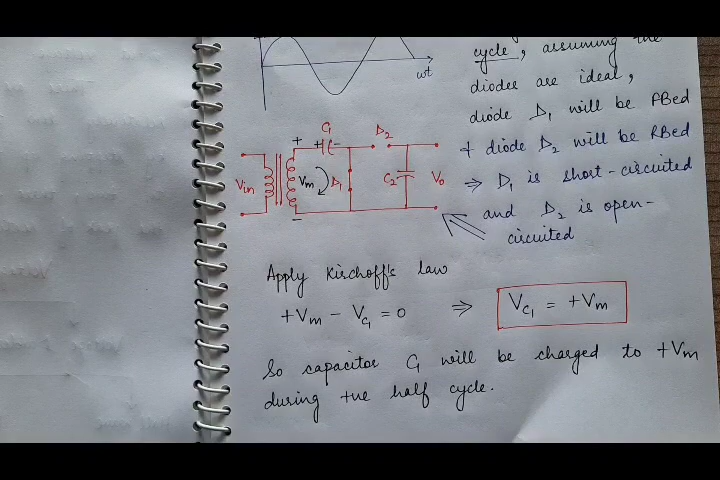 cycle, assuming the
ωt
diodes are ideal,
diode D₁ will be FBed
+ diode D₂ will be RBed
⇒ D₁ is short-circuited
and D₂ is open-
circuited
C₁ D₂
+ + -
Vin Vm D₁ C₂ V₀
-
Apply Kirchoff's law
+Vm - VC₁ = 0 ⇒ VC₁ = +Vm
So capacitor C₁ will be charged to +Vm
during +ve half cycle.